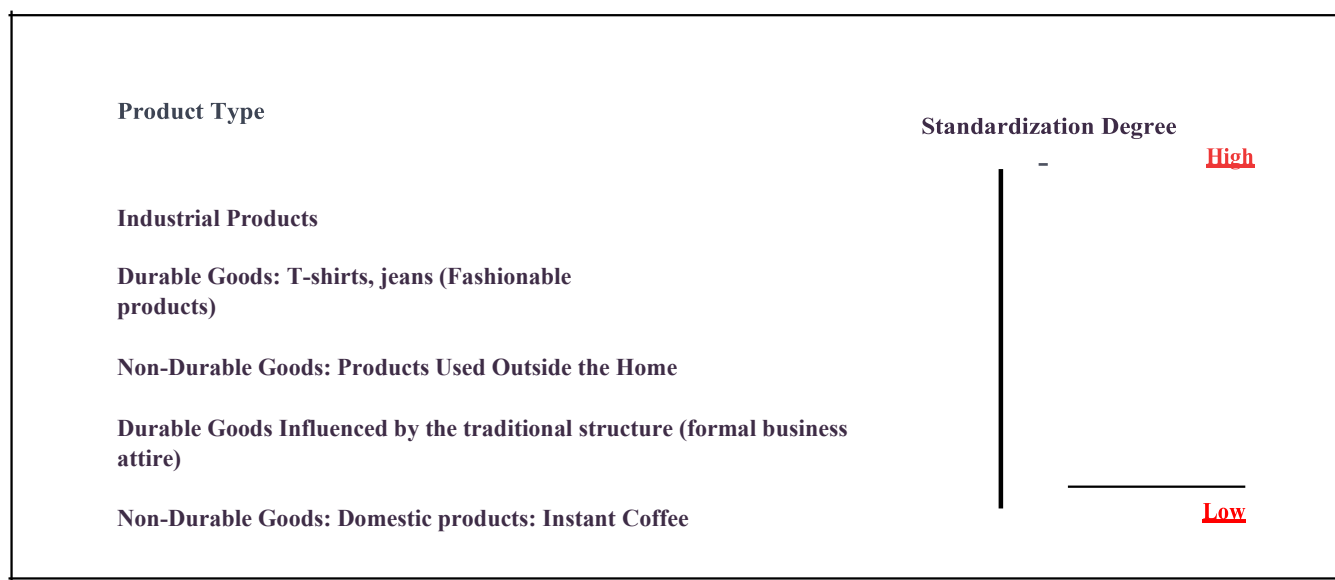 Product Type
Standardization Degree
High
Industrial Products
Durable Goods: T-shirts, jeans (Fashionable
products)
Non-Durable Goods: Products Used Outside the Home
Durable Goods Influenced by the traditional structure (formal business
attire)
Low
Non-Durable Goods: Domestic products: Instant Coffee